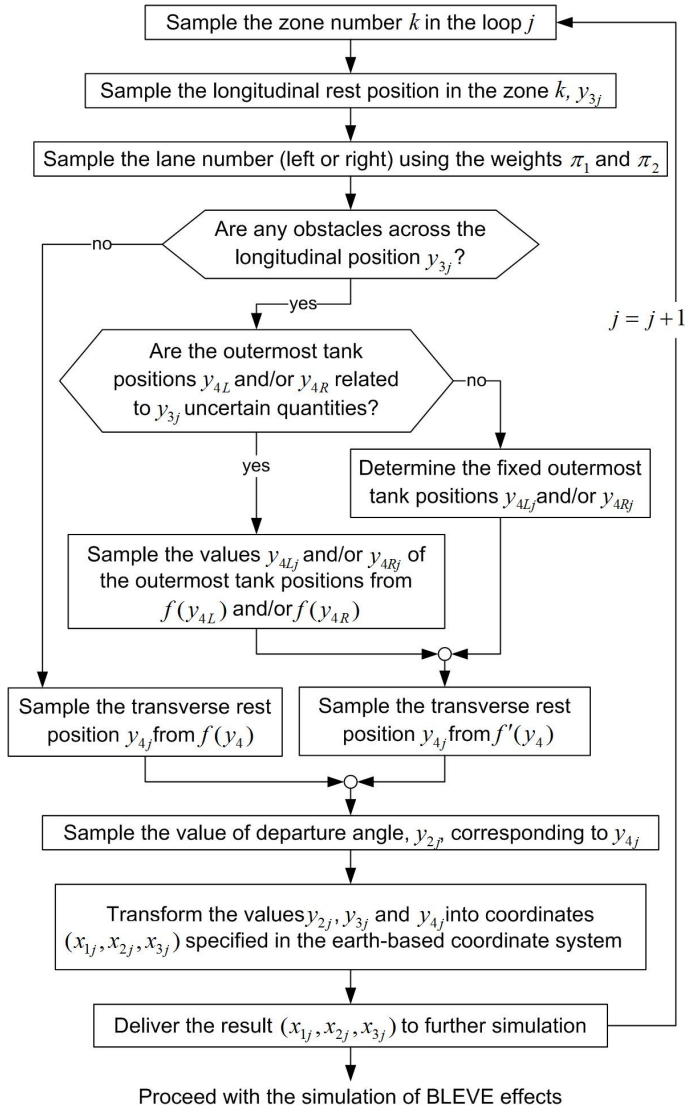 Sample the zone number k in the loop j
Sample the longitudinal rest position in the zone k, y₃ⱼ
Sample the lane number (left or right) using the weights π₁ and π₂
Are any obstacles across the
longitudinal position y₃ⱼ?
no
yes
j = j+1
Are the outermost tank
positions y₄L and/or y₄R related
to y₃ⱼ uncertain quantities?
no
yes
Determine the fixed outermost
tank positions y₄Lⱼ and/or y₄Rⱼ
Sample the values y₄Lⱼ and/or y₄Rⱼ of
the outermost tank positions from
f(y₄L) and/or f(y₄R)
Sample the transverse rest
position y₄ⱼ from f(y₄)
Sample the transverse rest
position y₄ⱼ from f′(y₄)
Sample the value of departure angle, y₂ⱼ, corresponding to y₄ⱼ
Transform the values y₂ⱼ, y₃ⱼ and y₄ⱼ into coordinates
(x₁ⱼ, x₂ⱼ, x₃ⱼ) specified in the earth-based coordinate system
Deliver the result (x₁ⱼ, x₂ⱼ, x₃ⱼ) to further simulation
Proceed with the simulation of BLEVE effects